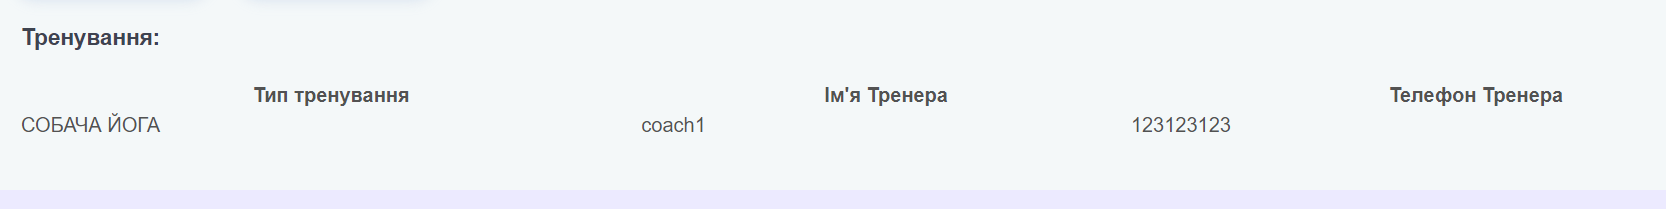 Тренування:
Тип тренування Ім'я Тренера Телефон Тренера
СОБАЧА ЙОГА coach1 123123123